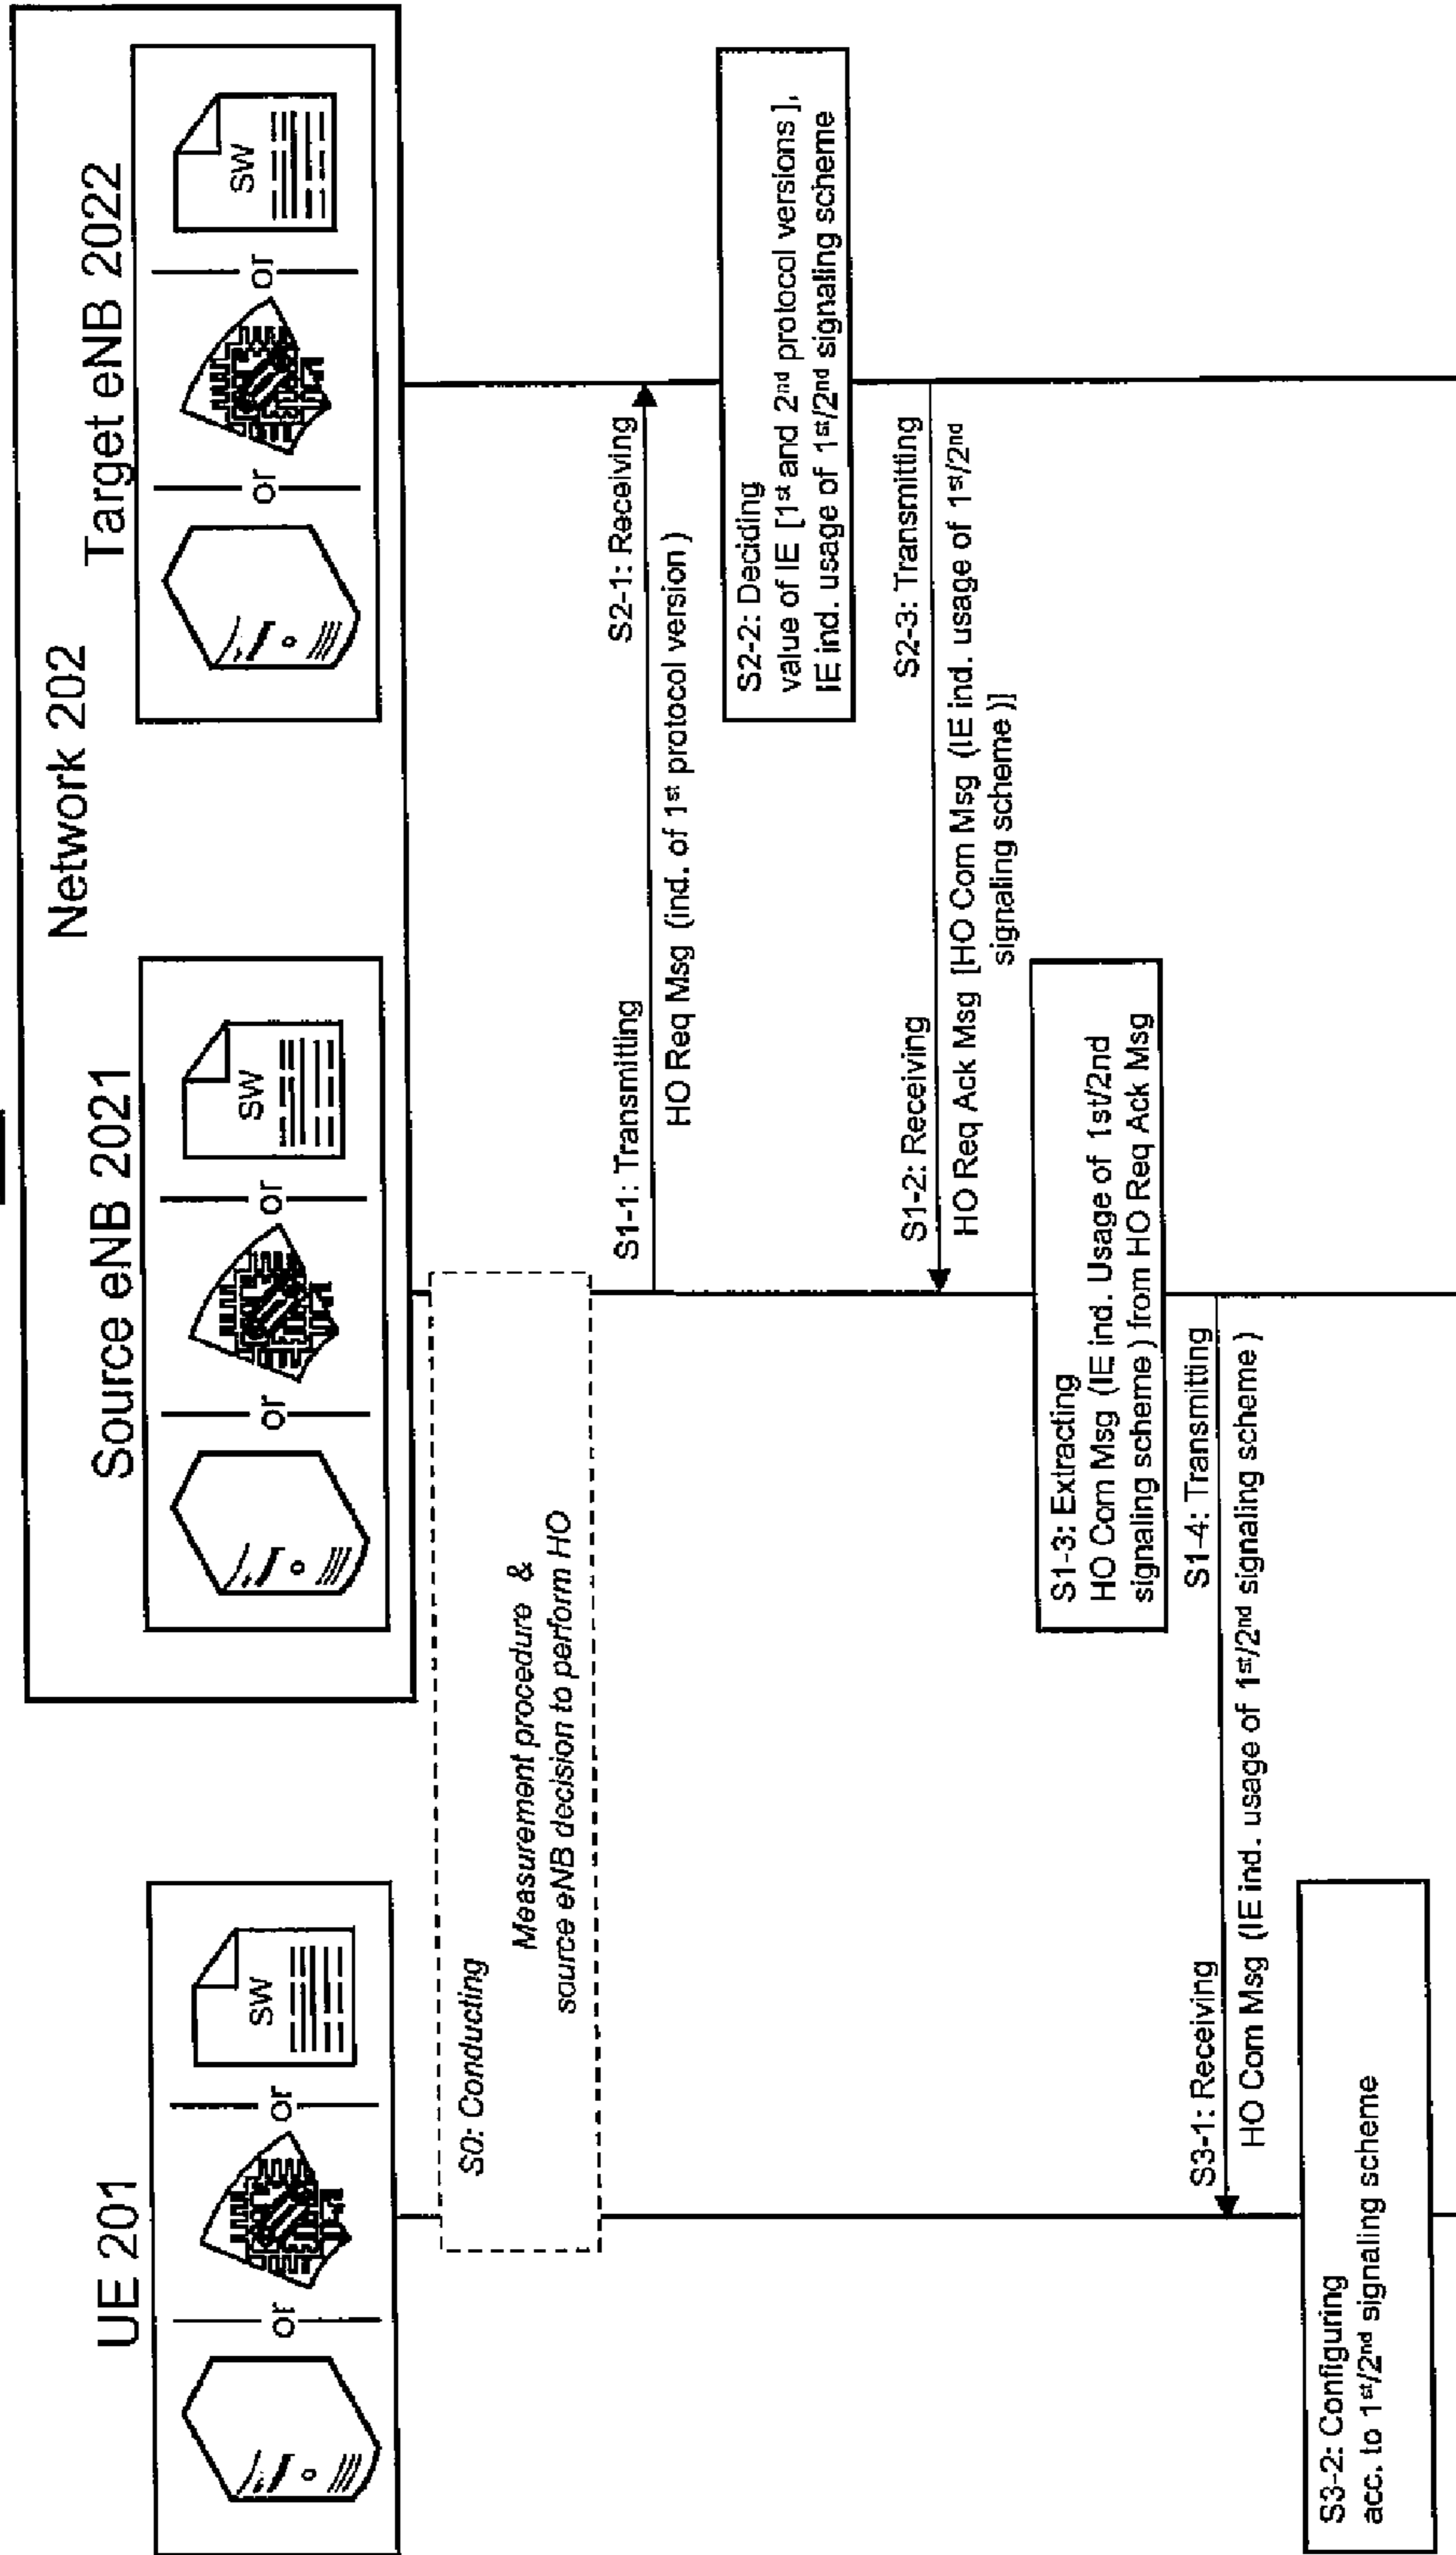 Network 202
UE 201
Source eNB 2021
Target eNB 2022
or
or
SW
or
or
SW
or
or
SW
S0: Conducting
Measurement procedure &
source eNB decision to perform HO
S1-1: Transmitting
S2-1: Receiving
HO Req Msg (ind. of 1st protocol version)
S2-2: Deciding
value of IE [1st and 2nd protocol versions],
IE ind. usage of 1st/2nd signaling scheme
S1-2: Receiving
S2-3: Transmitting
HO Req Ack Msg [HO Com Msg (IE ind. usage of 1st/2nd
signaling scheme)]
S1-3: Extracting
HO Com Msg (IE ind. Usage of 1st/2nd
signaling scheme) from HO Req Ack Msg
S3-1: Receiving
S1-4: Transmitting
HO Com Msg (IE ind. usage of 1st/2nd signaling scheme)
S3-2: Configuring
acc. to 1st/2nd signaling scheme